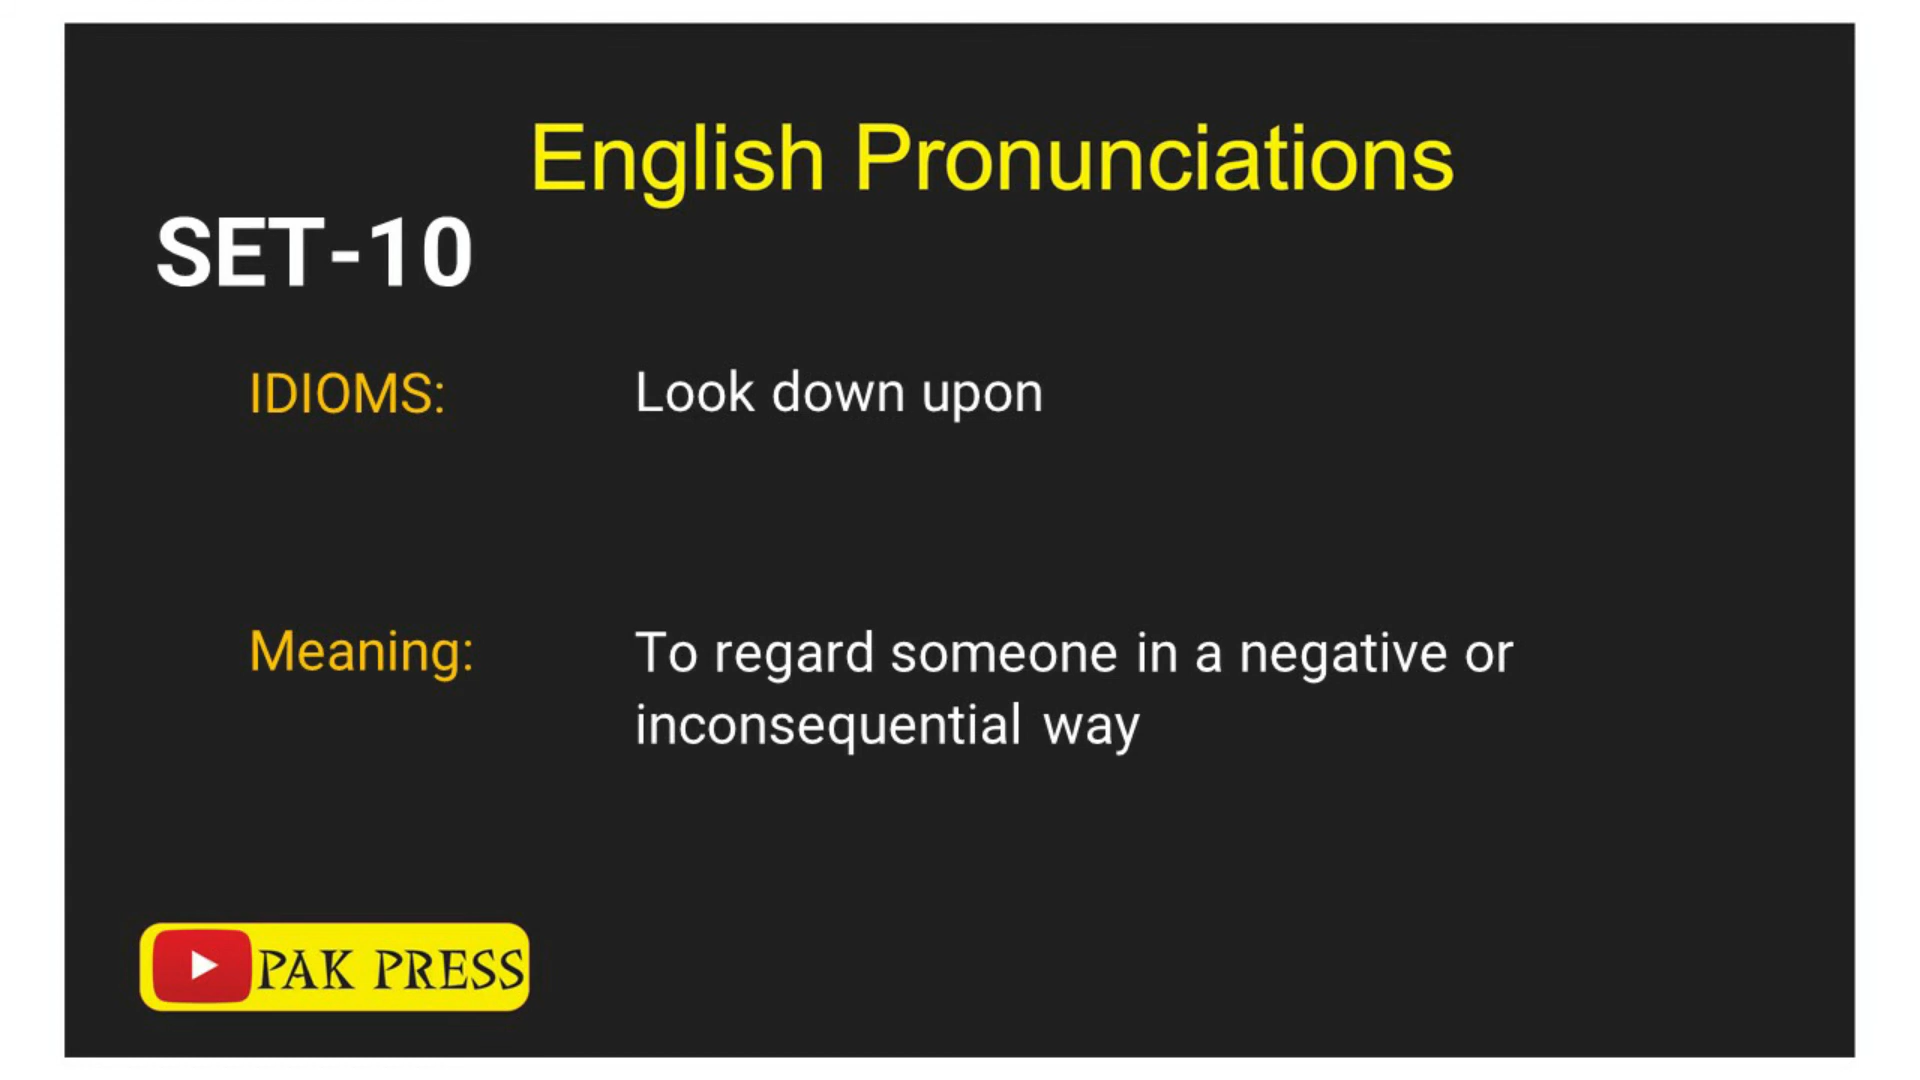 English Pronunciations
SET-10
IDIOMS: Look down upon
Meaning: To regard someone in a negative or
inconsequential way
PAK PRESS